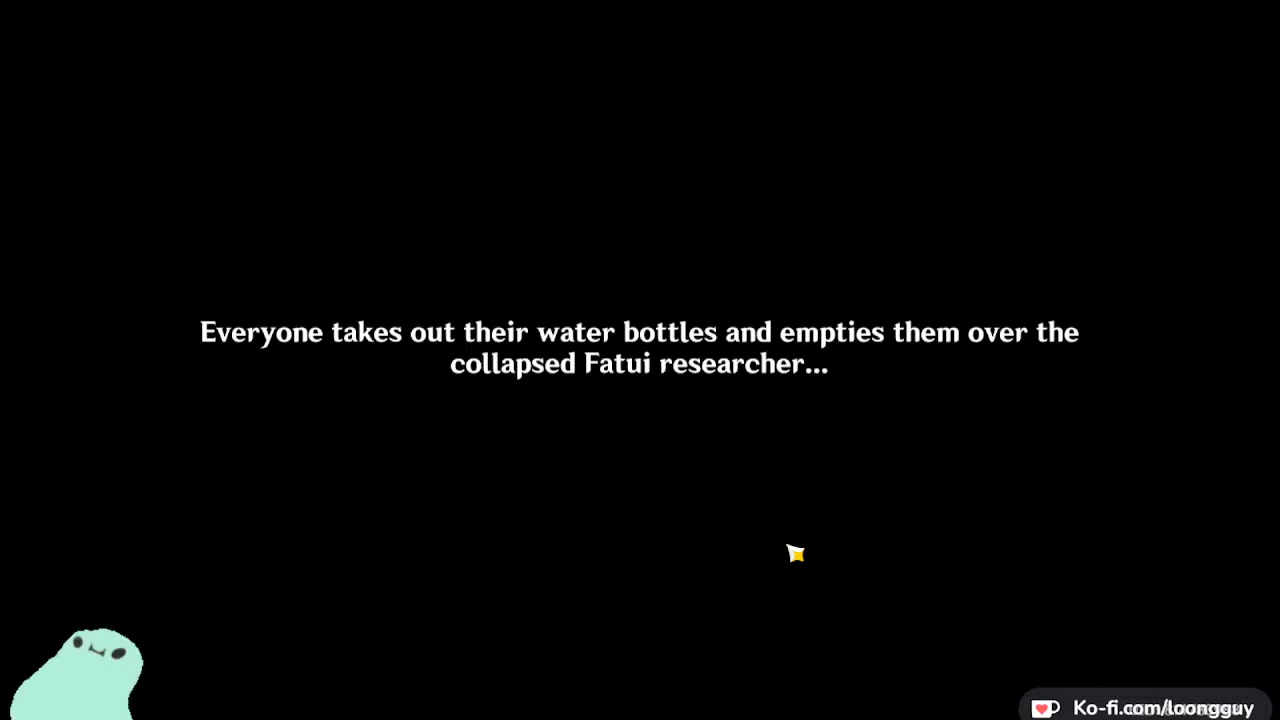 Everyone takes out their water bottles and empties them over the
collapsed Fatui researcher...
Ko-fi.com/loongguy